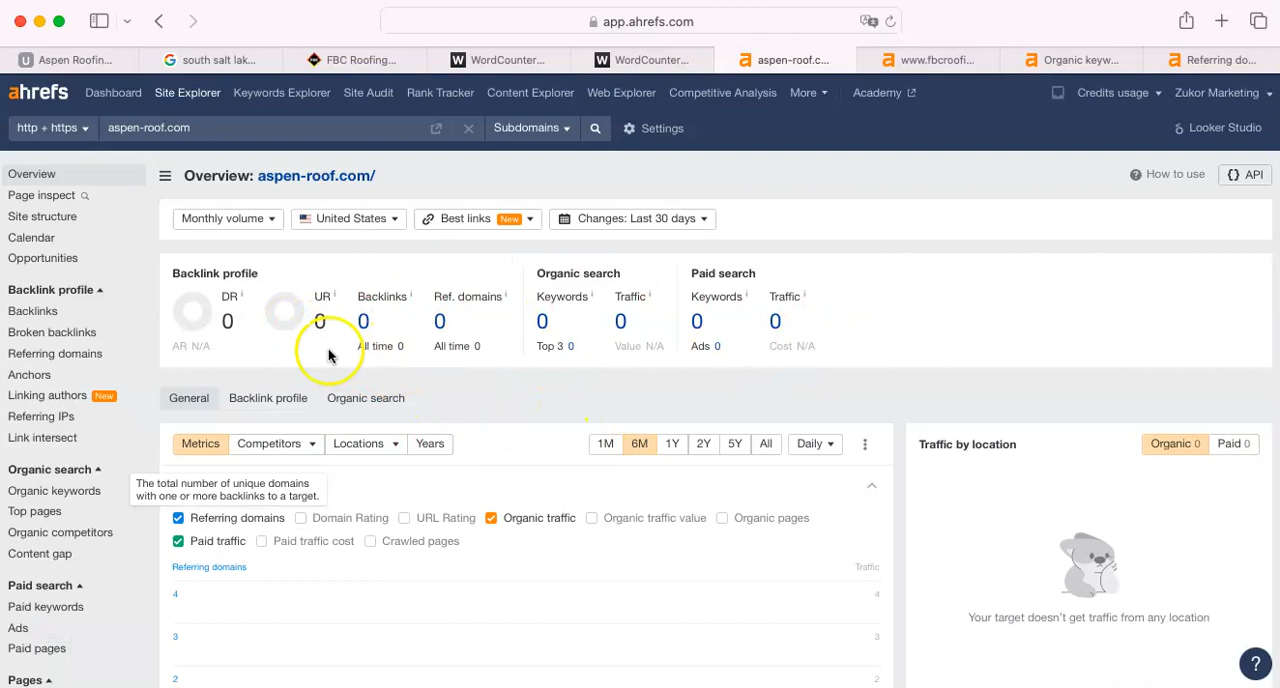 app.ahrefs.com
Aspen Roofin...
south salt lak...
FBC Roofing...
WordCounter...
WordCounter...
aspen-roof.c...
www.fbcroofi...
Organic keyw...
Referring do...
ahrefs
Dashboard
Site Explorer
Keywords Explorer
Site Audit
Rank Tracker
Content Explorer
Web Explorer
Competitive Analysis
More
Academy
Credits usage
Zukor Marketing
http + https
aspen-roof.com
Subdomains
Settings
Looker Studio
Overview
Page inspect
Site structure
Calendar
Opportunities
Backlink profile
Backlinks
Broken backlinks
Referring domains
Anchors
Linking authors New
Referring IPs
Link intersect
Organic search
Organic keywords
Top pages
Organic competitors
Content gap
Paid search
Paid keywords
Ads
Paid pages
Pages
Overview: aspen-roof.com/
How to use
{} API
Monthly volume
United States
Best links New
Changes: Last 30 days
Backlink profile
DR
0
AR N/A
UR
0
Backlinks
0
All time 0
Ref. domains
0
All time 0
Organic search
Keywords
0
Top 3 0
Traffic
0
Value N/A
Paid search
Keywords
0
Ads 0
Traffic
0
Cost N/A
General
Backlink profile
Organic search
Metrics
Competitors
Locations
Years
1M
6M
1Y
2Y
5Y
All
Daily
The total number of unique domains
with one or more backlinks to a target.
Referring domains
Domain Rating
URL Rating
Organic traffic
Organic traffic value
Organic pages
Paid traffic
Paid traffic cost
Crawled pages
Referring domains
Traffic
4
4
3
3
2
2
Traffic by location
Organic 0
Paid 0
Your target doesn't get traffic from any location
?